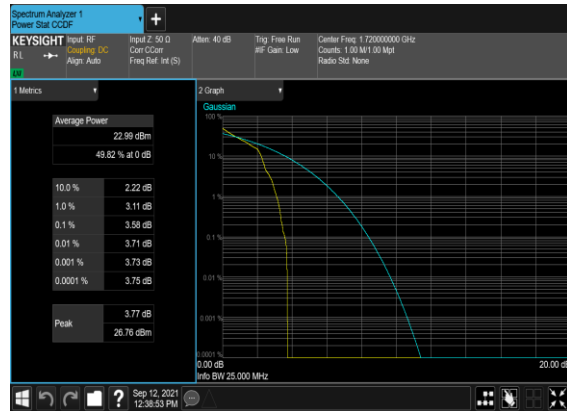 Spectrum Analyzer 1
Power Stat CCDF
KEYSIGHT
R L
Input: RF
Coupling: DC
Align: Auto
Input Z: 50 Ω
Corr CCorr
Freq Ref: Int (S)
Atten: 40 dB
Trig: Free Run
#IF Gain: Low
Center Freq: 1.720000000 GHz
Counts: 1.00 M/1.00 Mpt
Radio Std: None
1 Metrics
Average Power
22.99 dBm
49.82 % at 0 dB
10.0 % 2.22 dB
1.0 % 3.11 dB
0.1 % 3.58 dB
0.01 % 3.71 dB
0.001 % 3.73 dB
0.0001 % 3.75 dB
Peak
3.77 dB
26.76 dBm
2 Graph
Gaussian
100 %
10 %
1 %
0.1 %
0.01 %
0.001 %
0.0001 %
0.00 dB
20.00 dB
Info BW 25.000 MHz
Sep 12, 2021
12:38:53 PM